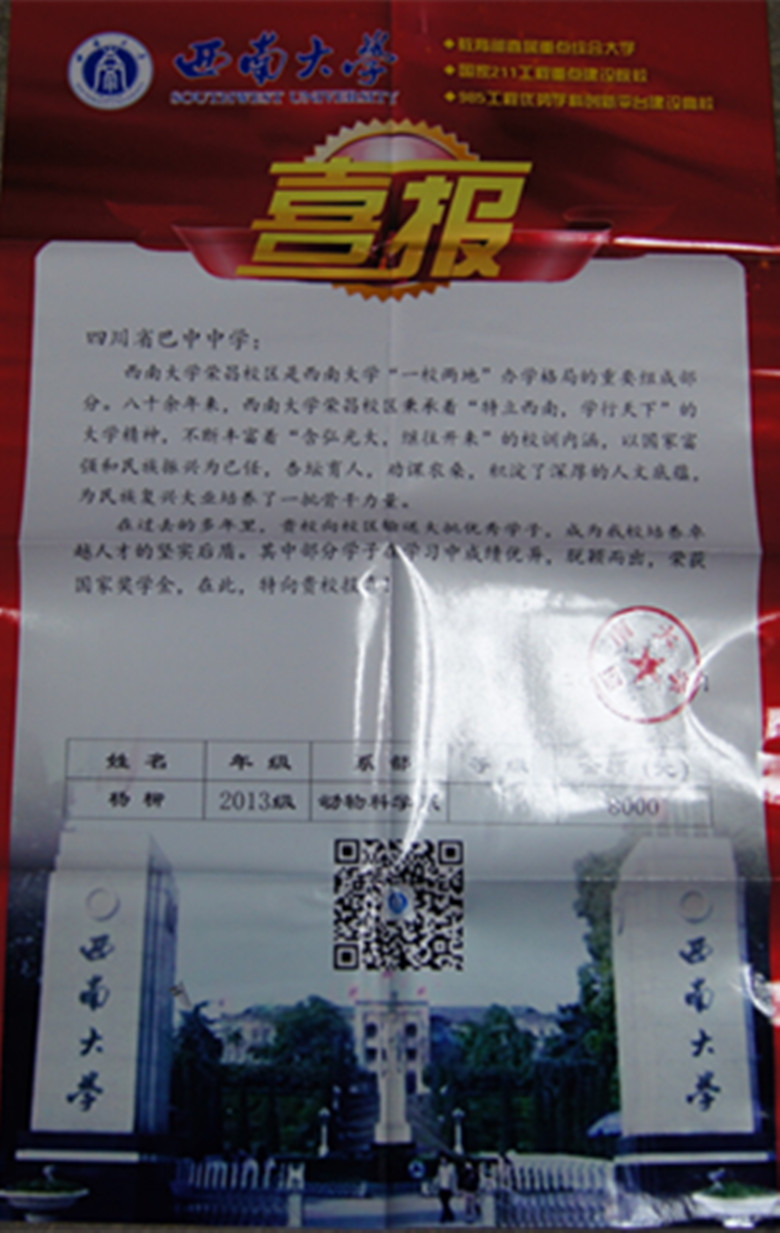 西南大学
SOUTHWEST UNIVERSITY
教育部直属重点综合大学
国家211工程重点建设院校
985工程优势学科创新平台建设高校
喜报
四川省巴中中学：
西南大学荣昌校区是西南大学“一校两地”办学格局的重要组成部
分。八十余年来，西南大学荣昌校区秉承着“特立西南，学行天下”的
大学精神，不断丰富着“含弘光大，继往开来”的校训内涵，以国家富
强和民族振兴为己任，杏坛育人，劝课农桑，积淀了深厚的人文底蕴，
为民族复兴大业培养了一批骨干力量。
在过去的多年里，贵校向校区输送大批优秀学子，成为我校培养卓
越人才的坚实后盾。其中部分学子在学习中成绩优异，脱颖而出，荣获
国家奖学金，在此，特向贵校报
姓名 年级 系部 (元)
杨柳 2013级 动物科学 8000
西南大學
西南大學